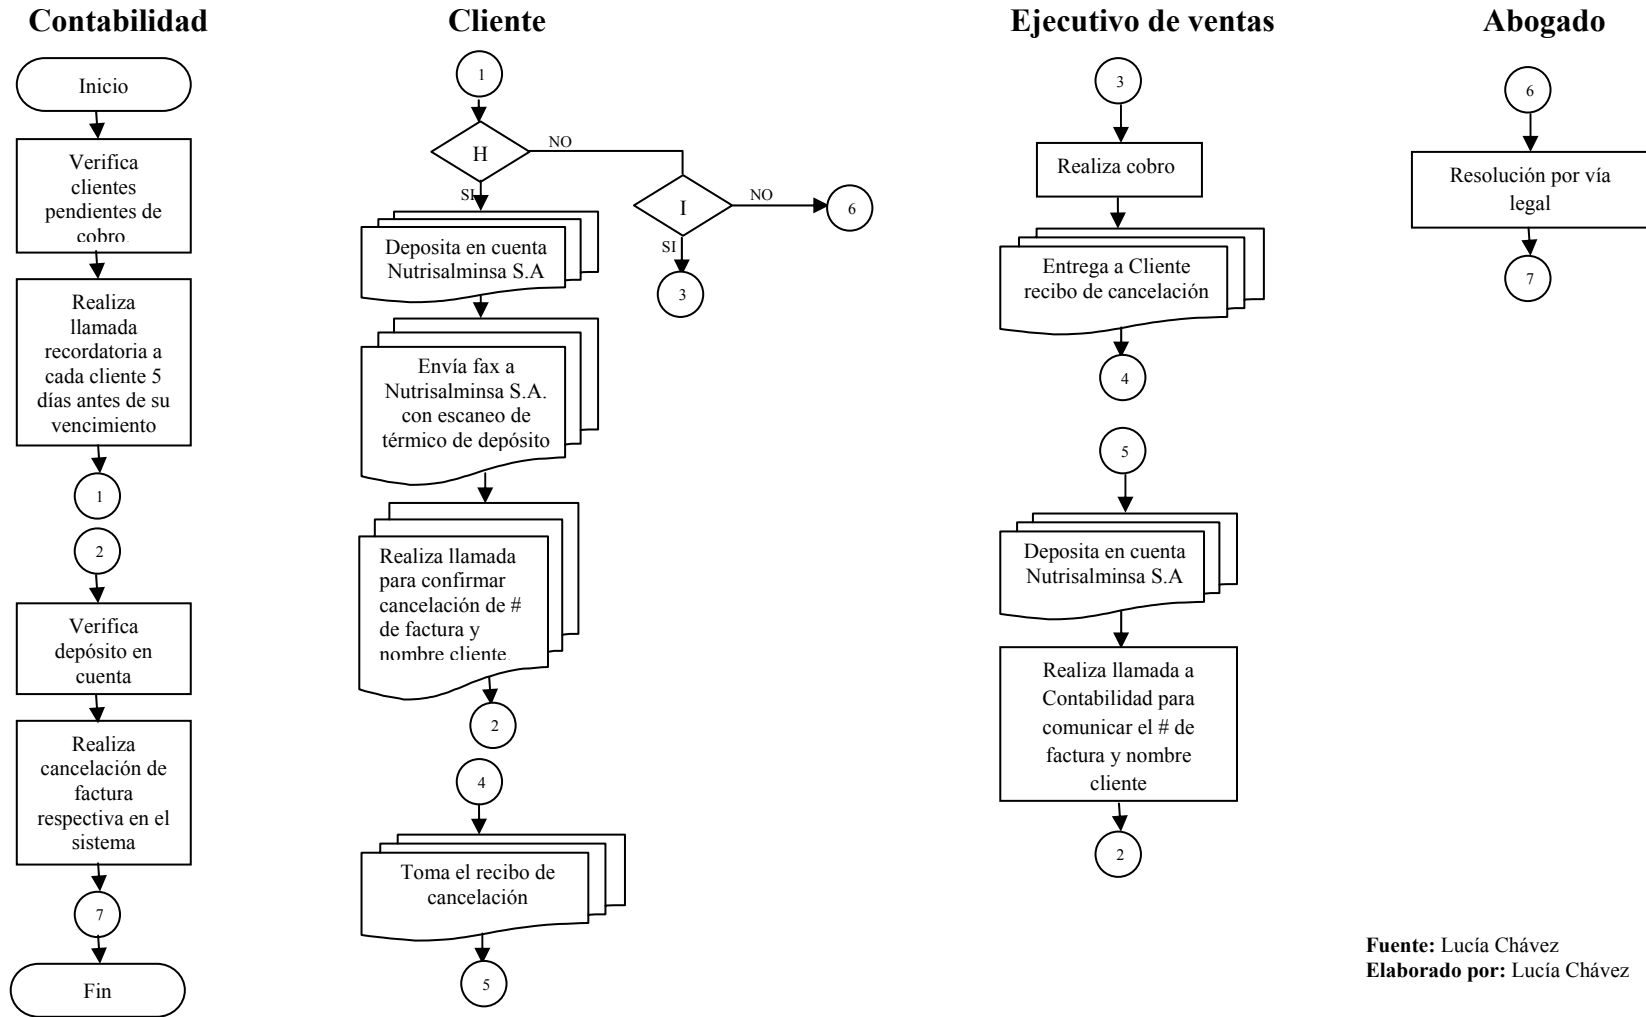 Contabilidad
Inicio
Verifica
clientes
pendientes de
cobro.
Realiza
llamada
recordatoria a
cada cliente 5
días antes de su
vencimiento
1
2
Verifica
depósito en
cuenta
Realiza
cancelación de
factura
respectiva en el
sistema
7
Fin
Cliente
1
H
NO
SI
I
NO
6
SI
3
Deposita en cuenta
Nutrisalminsa S.A
Envía fax a
Nutrisalminsa S.A.
con escaneo de
térmico de depósito
Realiza llamada
para confirmar
cancelación de #
de factura y
nombre cliente.
2
4
Toma el recibo de
cancelación
5
Ejecutivo de ventas
3
Realiza cobro
Entrega a Cliente
recibo de cancelación
4
5
Deposita en cuenta
Nutrisalminsa S.A
Realiza llamada a
Contabilidad para
comunicar el # de
factura y nombre
cliente
2
Abogado
6
Resolución por vía
legal
7
Fuente: Lucía Chávez
Elaborado por: Lucía Chávez